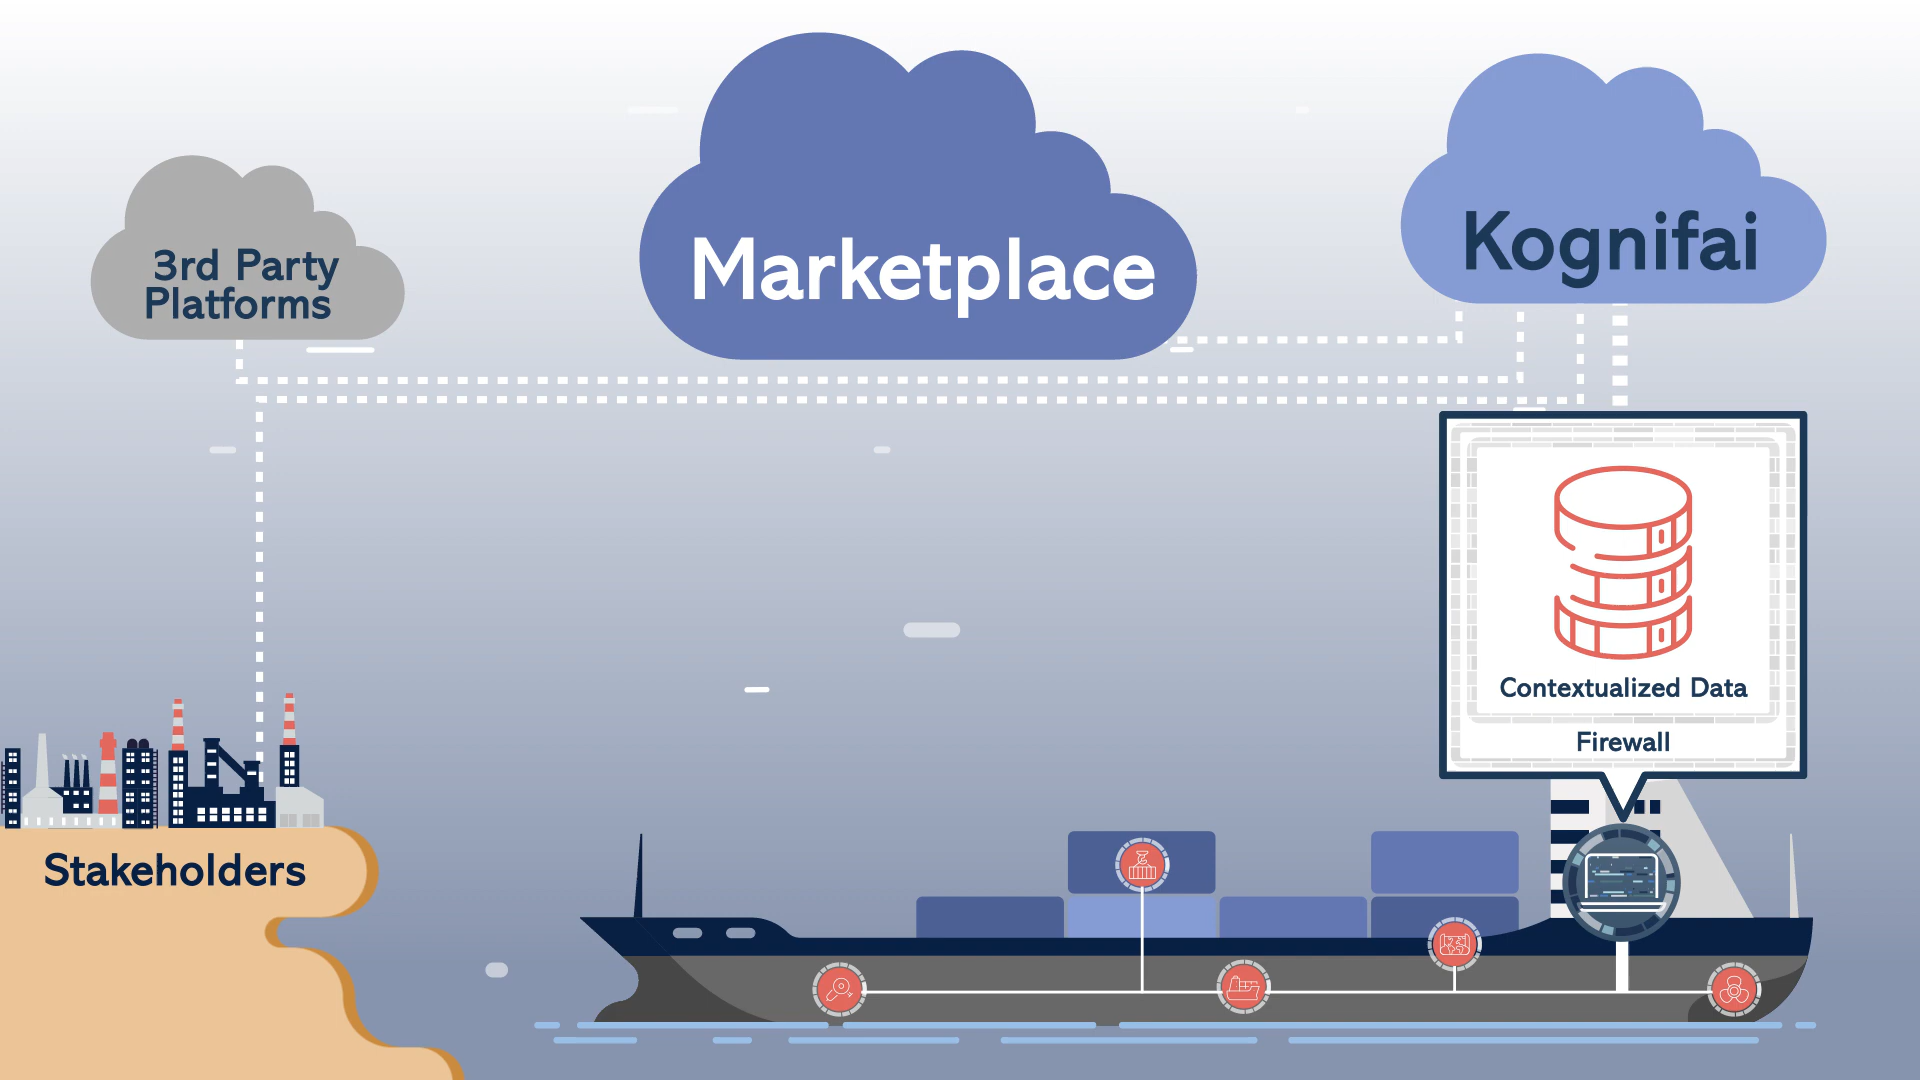 Marketplace
Kognifai
3rd Party
Platforms
Contextualized Data
Firewall
Stakeholders